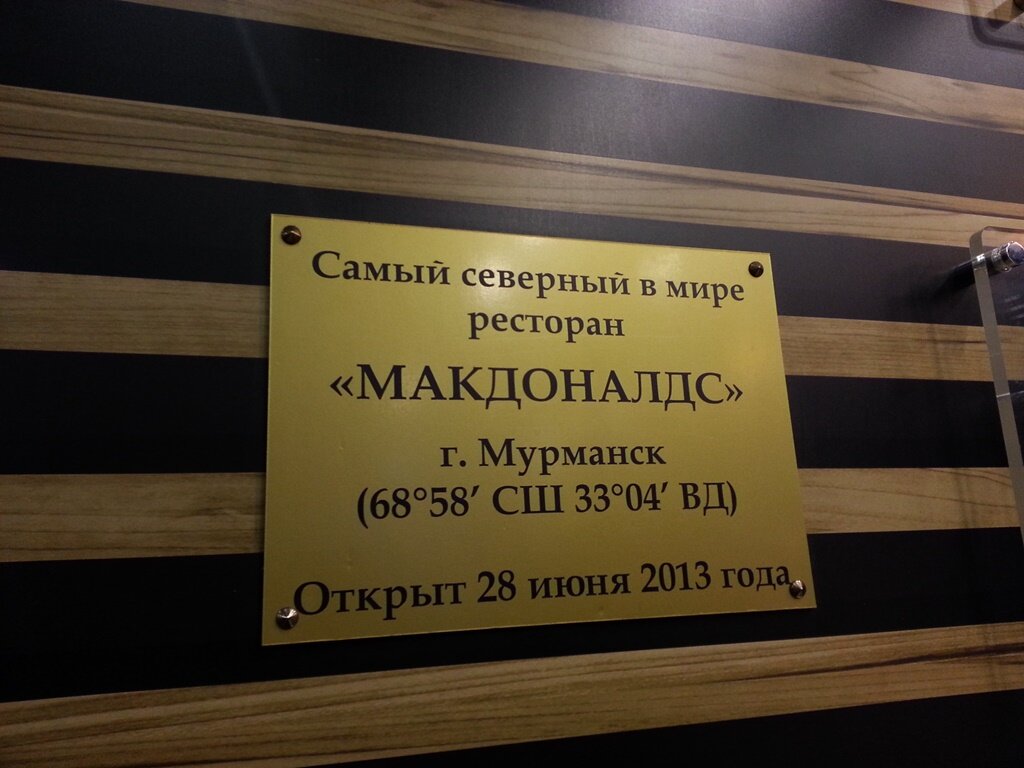 Самый северный в мире
ресторан
«МАКДОНАЛДС»
г. Мурманск
(68°58′ СШ 33°04′ ВД)
Открыт 28 июня 2013 года